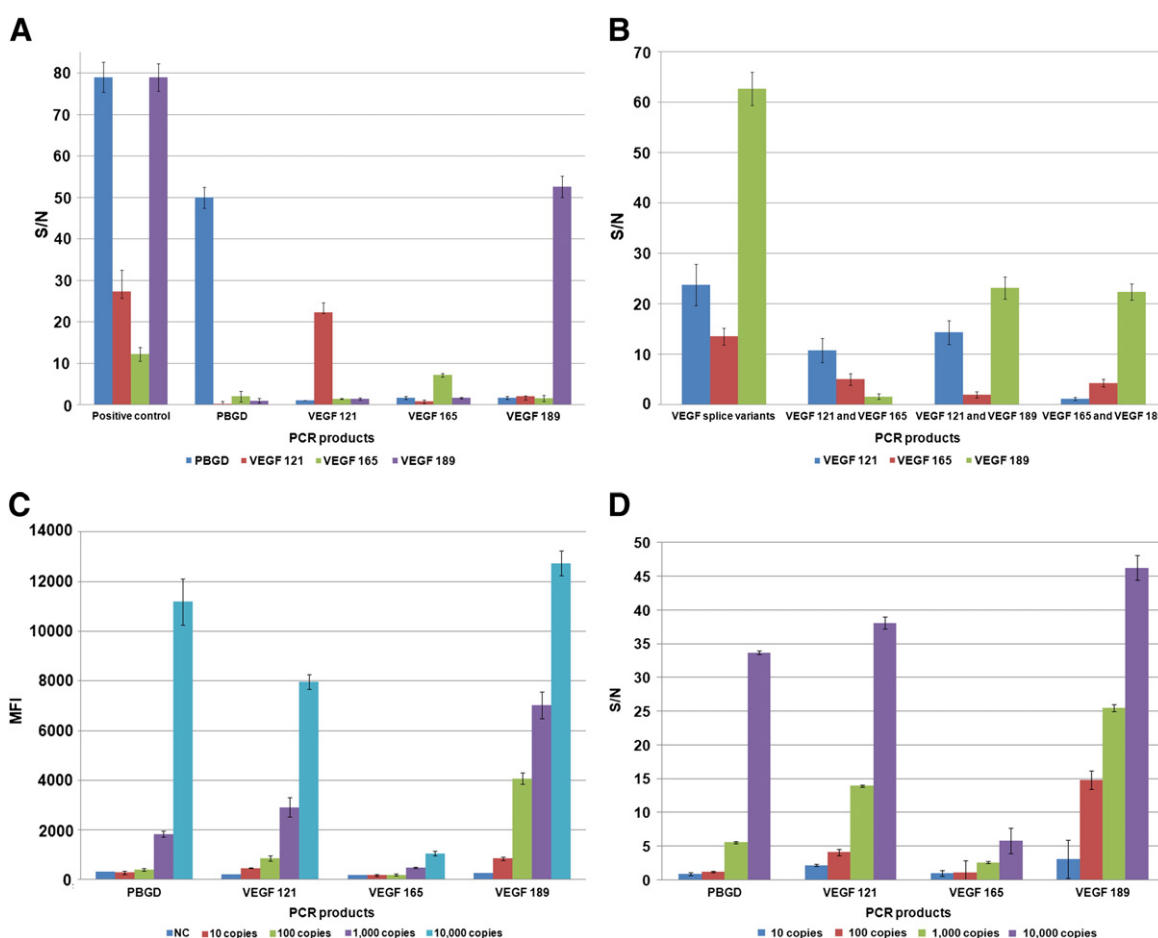 A
S/N
80
70
60
50
40
30
20
10
0
Positive control PBGD VEGF 121 VEGF 165 VEGF 189
PCR products
PBGD VEGF 121 VEGF 165 VEGF 189
B
S/N
70
60
50
40
30
20
10
0
VEGF splice variants VEGF 121 and VEGF 165 VEGF 121 and VEGF 189 VEGF 165 and VEGF 18
PCR products
VEGF 121 VEGF 165 VEGF 189
C
MFI
14000
12000
10000
8000
6000
4000
2000
0
PBGD VEGF 121 VEGF 165 VEGF 189
PCR products
NC 10 copies 100 copies 1,000 copies 10,000 copies
D
S/N
50
45
40
35
30
25
20
15
10
5
0
PBGD VEGF 121 VEGF 165 VEGF 189
PCR products
10 copies 100 copies 1,000 copies 10,000 copies